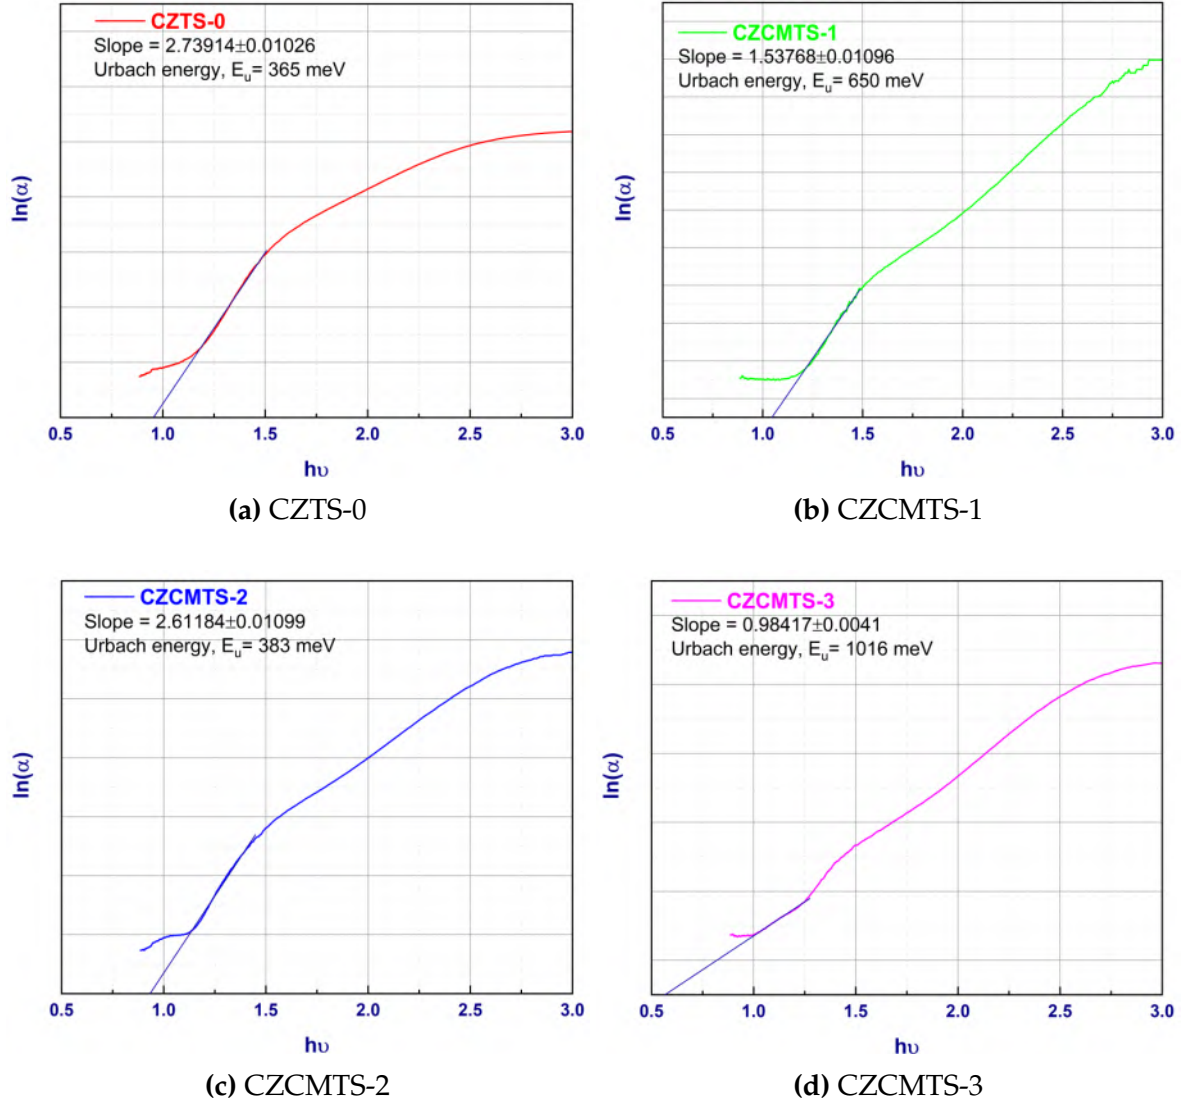 CZTS-0
Slope = 2.73914±0.01026
Urbach energy, Eᵤ= 365 meV
ln(α)
0.5 1.0 1.5 2.0 2.5 3.0
hυ
(a) CZTS-0
CZCMTS-1
Slope = 1.53768±0.01096
Urbach energy, Eᵤ= 650 meV
ln(α)
0.5 1.0 1.5 2.0 2.5 3.0
hυ
(b) CZCMTS-1
CZCMTS-2
Slope = 2.61184±0.01099
Urbach energy, Eᵤ= 383 meV
ln(α)
0.5 1.0 1.5 2.0 2.5 3.0
hυ
(c) CZCMTS-2
CZCMTS-3
Slope = 0.98417±0.0041
Urbach energy, Eᵤ= 1016 meV
ln(α)
0.5 1.0 1.5 2.0 2.5 3.0
hυ
(d) CZCMTS-3